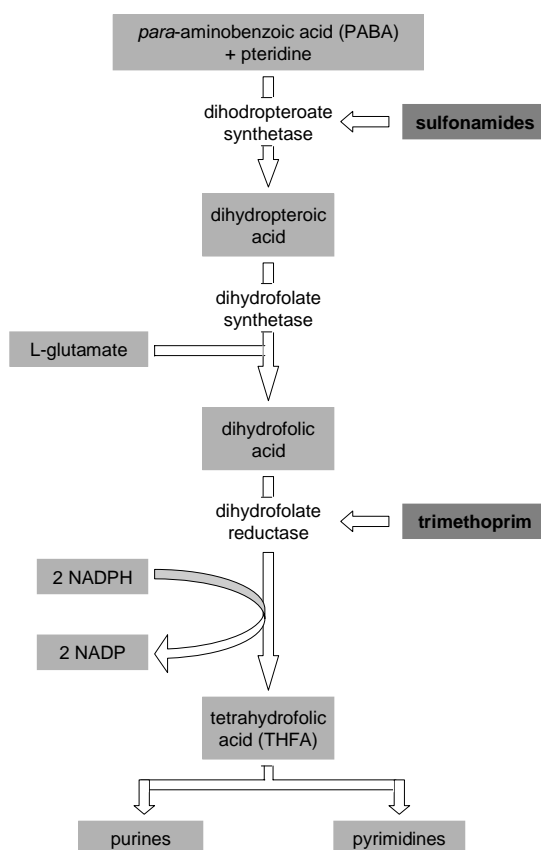 para-aminobenzoic acid (PABA)
+ pteridine
dihodropteroate
synthetase
sulfonamides
dihydropteroic
acid
dihydrofolate
synthetase
L-glutamate
dihydrofolic
acid
dihydrofolate
reductase
trimethoprim
2 NADPH
2 NADP
tetrahydrofolic
acid (THFA)
purines
pyrimidines